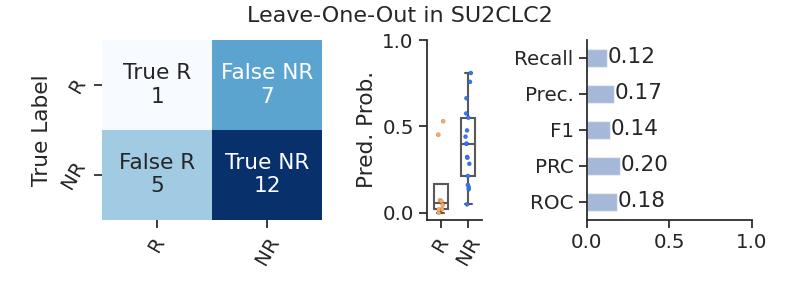 Leave-One-Out in SU2CLC2
True Label
R
NR
True R
1
False NR
7
False R
5
True NR
12
R
NR
Pred. Prob.
1.0
0.5
0.0
R
NR
Recall
0.12
Prec.
0.17
F1
0.14
PRC
0.20
ROC
0.18
0.0
0.5
1.0